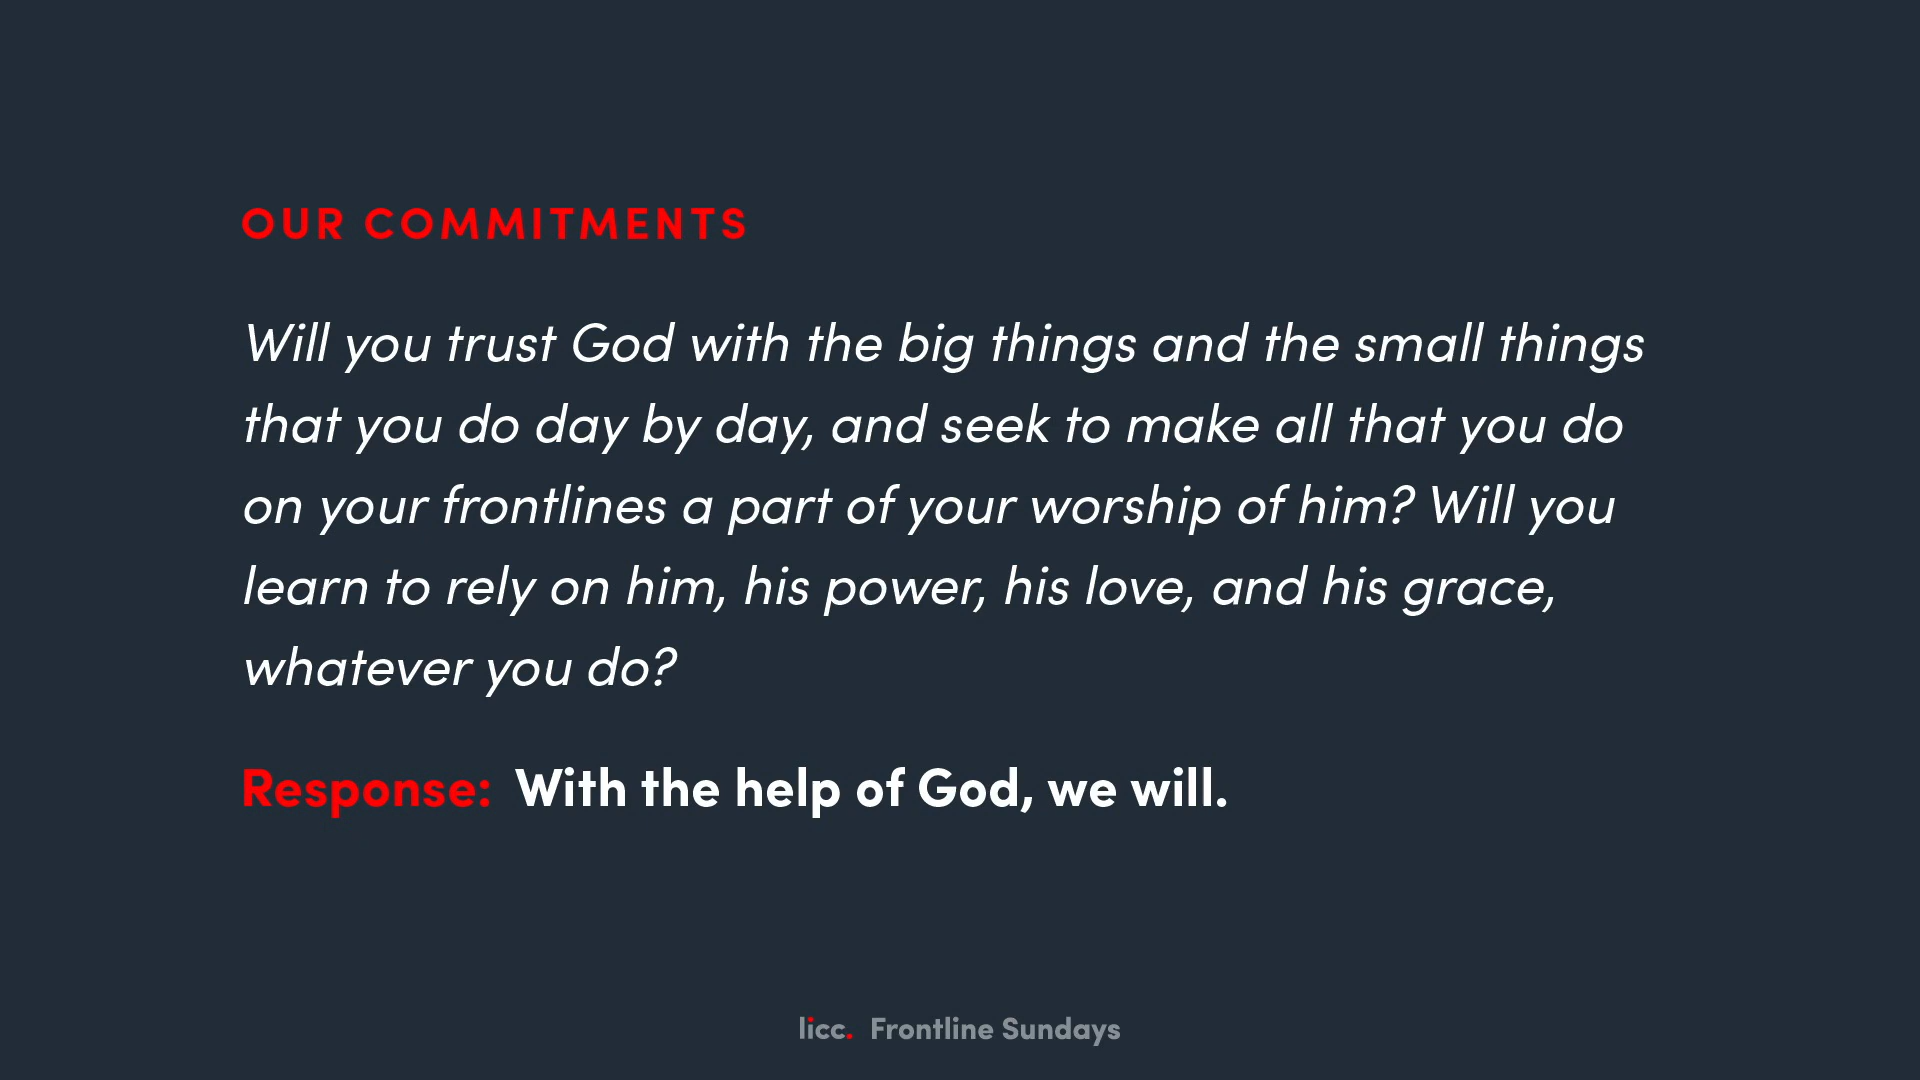 OUR COMMITMENTS
Will you trust God with the big things and the small things
that you do day by day, and seek to make all that you do
on your frontlines a part of your worship of him? Will you
learn to rely on him, his power, his love, and his grace,
whatever you do?
Response: With the help of God, we will.
licc. Frontline Sundays